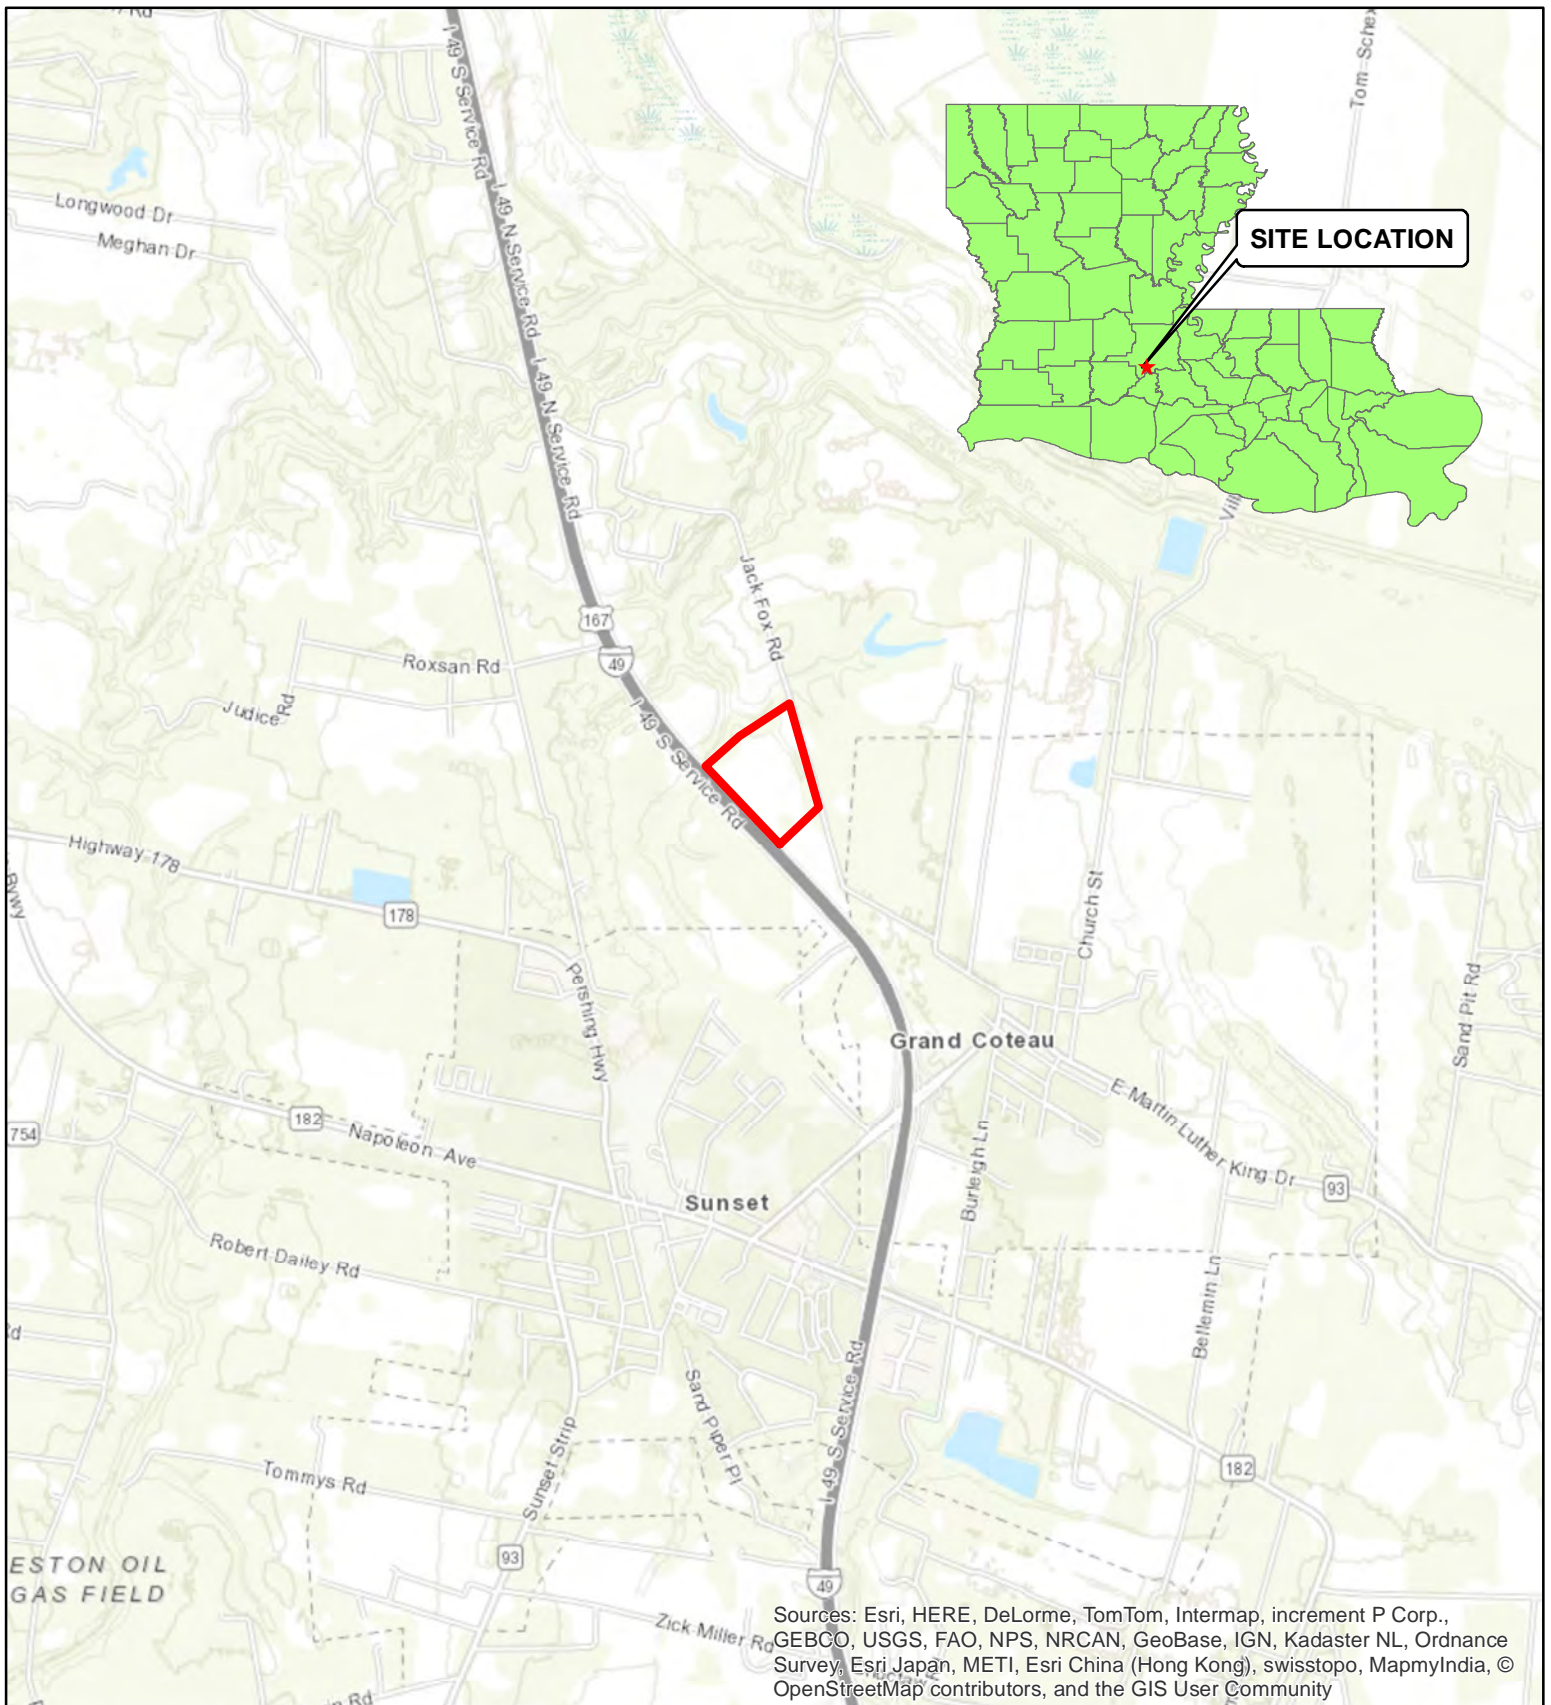 I 49 S Service Rd
Tom Schex
Longwood Dr
Meghan Dr
I 49 N Service Rd
SITE LOCATION
I 49 N Service Rd
Vill
Jack Fox Rd
167
49
Roxsan Rd
Judice Rd
I 49 S Service Rd
Highway 178
178
Church St
Pershing Hwy
Sand Pit Rd
Grand Coteau
E Martin Luther King Dr
182
Napoleon Ave
754
Burleigh Ln
93
Sunset
Robert Dailey Rd
Bellemin Ln
I 49 S Service Rd
Sand Piper Pl
Sunset Strip
Tommys Rd
182
93
ESTON OIL
GAS FIELD
49
Zick Miller Rd
Sources: Esri, HERE, DeLorme, TomTom, Intermap, increment P Corp.,
GEBCO, USGS, FAO, NPS, NRCAN, GeoBase, IGN, Kadaster NL, Ordnance
Survey, Esri Japan, METI, Esri China (Hong Kong), swisstopo, MapmyIndia, ©
OpenStreetMap contributors, and the GIS User Community